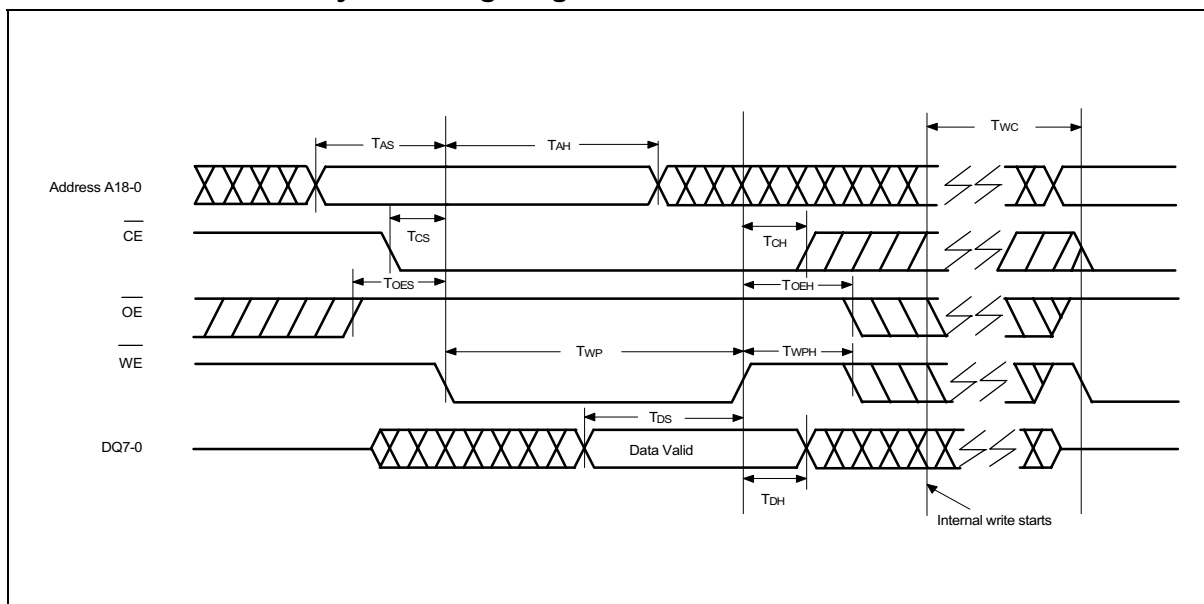 TWC
TAS
TAH
Address A18-0
CE
TCS
TCH
OE
TOES
TOEH
WE
TWP
TWPH
TDS
DQ7-0
Data Valid
TDH
Internal write starts